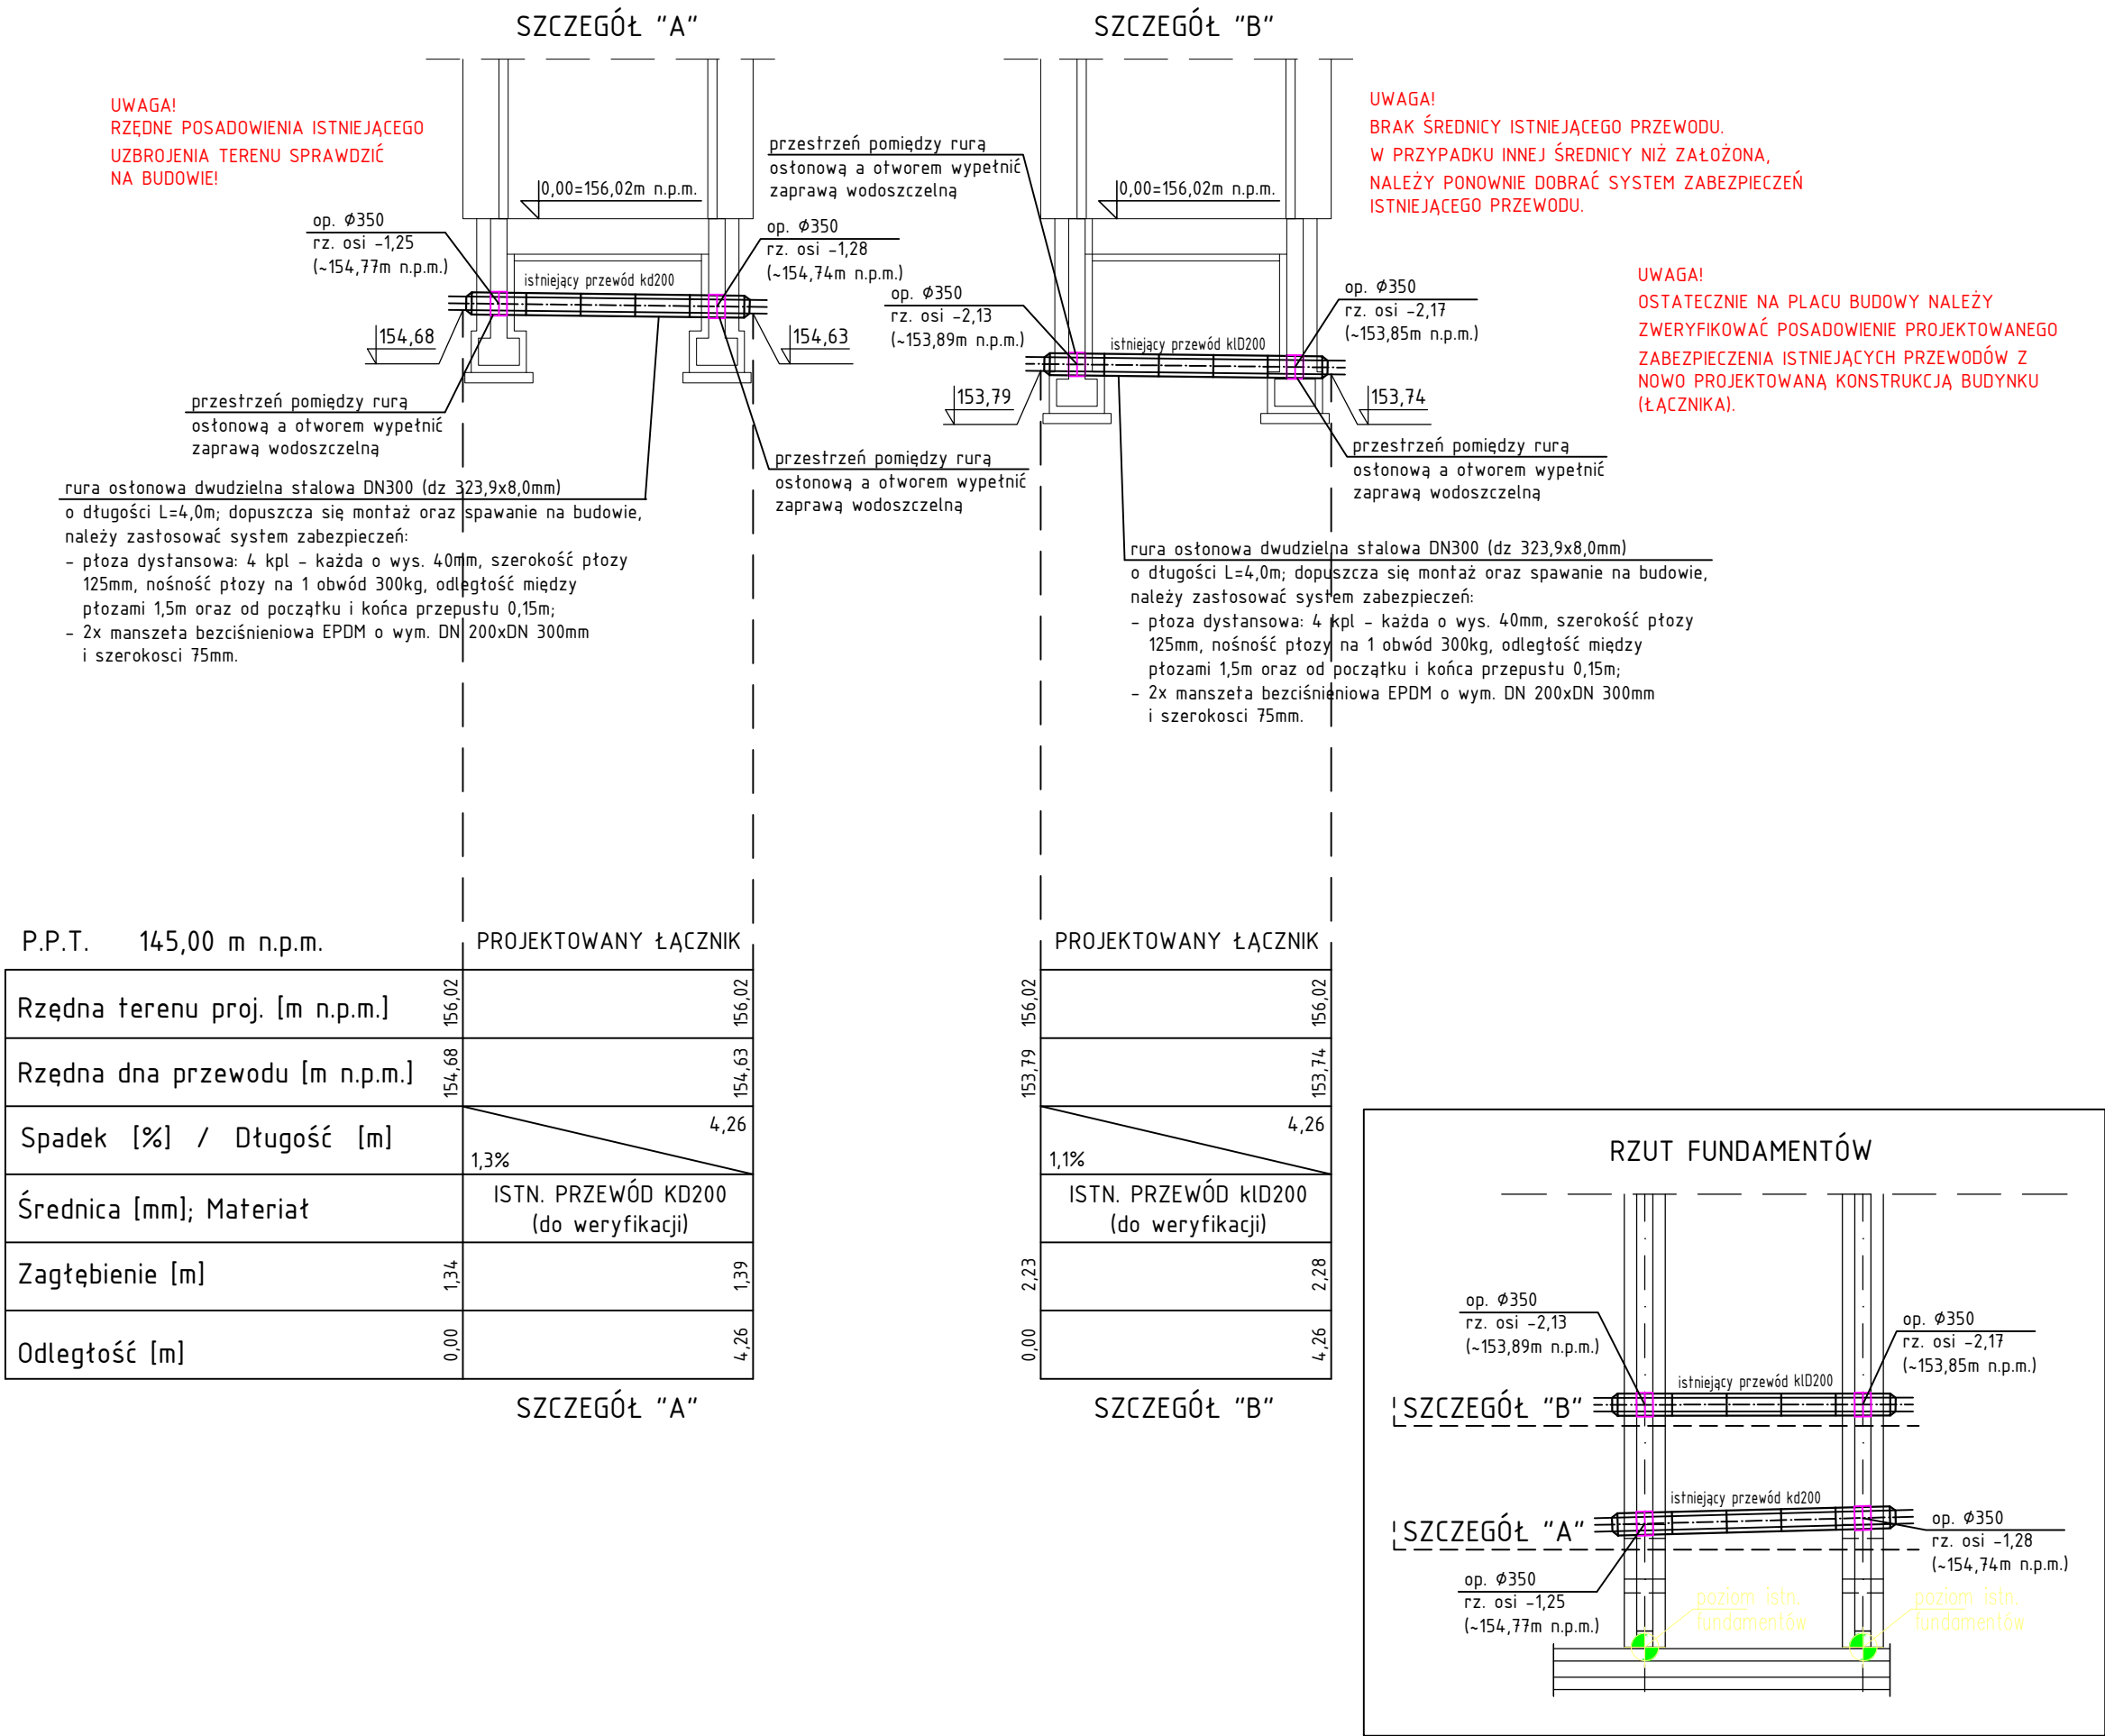 SZCZEGÓŁ "A"
UWAGA!
RZĘDNE POSADOWIENIA ISTNIEJĄCEGO
UZBROJENIA TERENU SPRAWDZIĆ
NA BUDOWIE!
0,00=156,02m n.p.m.
op. Ø350
rz. osi -1,25
(~154,77m n.p.m.)
op. Ø350
rz. osi -1,28
(~154,74m n.p.m.)
istniejący przewód kd200
154,68
154,63
przestrzeń pomiędzy rurą
osłonową a otworem wypełnić
zaprawą wodoszczelną
przestrzeń pomiędzy rurą
osłonową a otworem wypełnić
zaprawą wodoszczelną
rura osłonowa dwudzielna stalowa DN300 (dz 323,9x8,0mm)
o długości L=4,0m; dopuszcza się montaż oraz spawanie na budowie,
należy zastosować system zabezpieczeń:
- płoza dystansowa: 4 kpl - każda o wys. 40mm, szerokość płozy
125mm, nośność płozy na 1 obwód 300kg, odległość między
płozami 1,5m oraz od początku i końca przepustu 0,15m;
- 2x manszeta bezciśnieniowa EPDM o wym. DN 200xDN 300mm
i szerokosci 75mm.
SZCZEGÓŁ "B"
przestrzeń pomiędzy rurą
osłonową a otworem wypełnić
zaprawą wodoszczelną
0,00=156,02m n.p.m.
UWAGA!
BRAK ŚREDNICY ISTNIEJĄCEGO PRZEWODU.
W PRZYPADKU INNEJ ŚREDNICY NIŻ ZAŁOŻONA,
NALEŻY PONOWNIE DOBRAĆ SYSTEM ZABEZPIECZEŃ
ISTNIEJĄCEGO PRZEWODU.
UWAGA!
OSTATECZNIE NA PLACU BUDOWY NALEŻY
ZWERYFIKOWAĆ POSADOWIENIE PROJEKTOWANEGO
ZABEZPIECZENIA ISTNIEJĄCYCH PRZEWODÓW Z
NOWO PROJEKTOWANĄ KONSTRUKCJĄ BUDYNKU
(ŁĄCZNIKA).
op. Ø350
rz. osi -2,13
(~153,89m n.p.m.)
op. Ø350
rz. osi -2,17
(~153,85m n.p.m.)
istniejący przewód klD200
153,79
153,74
przestrzeń pomiędzy rurą
osłonową a otworem wypełnić
zaprawą wodoszczelną
rura osłonowa dwudzielna stalowa DN300 (dz 323,9x8,0mm)
o długości L=4,0m; dopuszcza się montaż oraz spawanie na budowie,
należy zastosować system zabezpieczeń:
- płoza dystansowa: 4 kpl - każda o wys. 40mm, szerokość płozy
125mm, nośność płozy na 1 obwód 300kg, odległość między
płozami 1,5m oraz od początku i końca przepustu 0,15m;
- 2x manszeta bezciśnieniowa EPDM o wym. DN 200xDN 300mm
i szerokosci 75mm.
P.P.T. 145,00 m n.p.m.
PROJEKTOWANY ŁĄCZNIK
PROJEKTOWANY ŁĄCZNIK
Rzędna terenu proj. [m n.p.m.] 156,02 156,02 156,02 156,02
Rzędna dna przewodu [m n.p.m.] 154,68 154,63 153,79 153,74
Spadek [%] / Długość [m] 1,3% 4,26 1,1% 4,26
Średnica [mm]; Materiał
ISTN. PRZEWÓD KD200
(do weryfikacji)
ISTN. PRZEWÓD klD200
(do weryfikacji)
Zagłębienie [m] 1,34 1,39 2,23 2,28
Odległość [m] 0,00 4,26 0,00 4,26
SZCZEGÓŁ "A"
SZCZEGÓŁ "B"
RZUT FUNDAMENTÓW
op. Ø350
rz. osi -2,13
(~153,89m n.p.m.)
op. Ø350
rz. osi -2,17
(~153,85m n.p.m.)
istniejący przewód klD200
SZCZEGÓŁ "B"
istniejący przewód kd200
SZCZEGÓŁ "A"
op. Ø350
rz. osi -1,28
(~154,74m n.p.m.)
op. Ø350
rz. osi -1,25
(~154,77m n.p.m.)
poziom istn.
fundamentów
poziom istn.
fundamentów